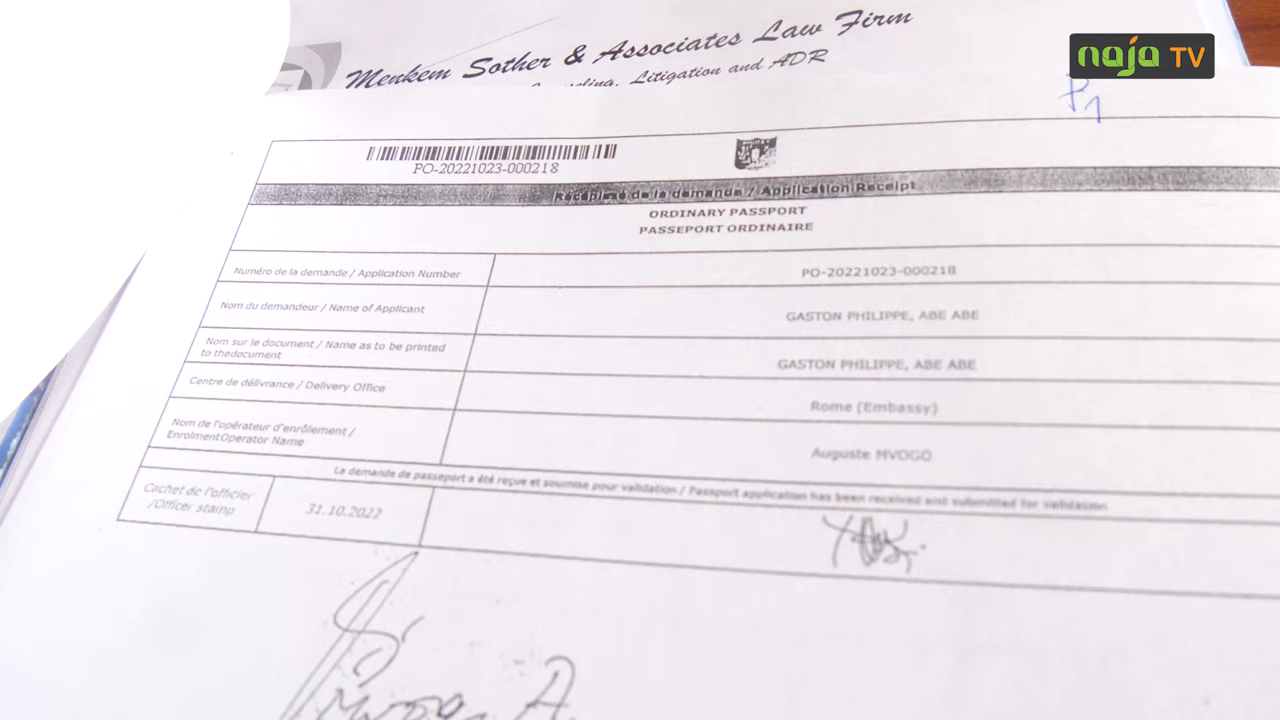 naja TV
Menkem Sother & Associates Law Firm
Litigation and ADR
P1
PO-20221023-000218
Récépissé de la demande / Application Receipt
ORDINARY PASSPORT
PASSEPORT ORDINAIRE
Numéro de la demande / Application Number
PO-20221023-000218
Nom du demandeur / Name of Applicant
GASTON PHILIPPE, ABE ABE
Nom sur le document / Name as to be printed
to thedocument
GASTON PHILIPPE, ABE ABE
Centre de délivrance / Delivery Office
Rome (Embassy)
Nom de l'opérateur d'enrôlement /
EnrolmentOperator Name
Auguste MVOGO
La demande de passeport a été reçue et soumise pour validation / Passport application has been received and submitted for validation
Cachet de l'officier
/Officer stamp
31.10.2022
Mvogo A.